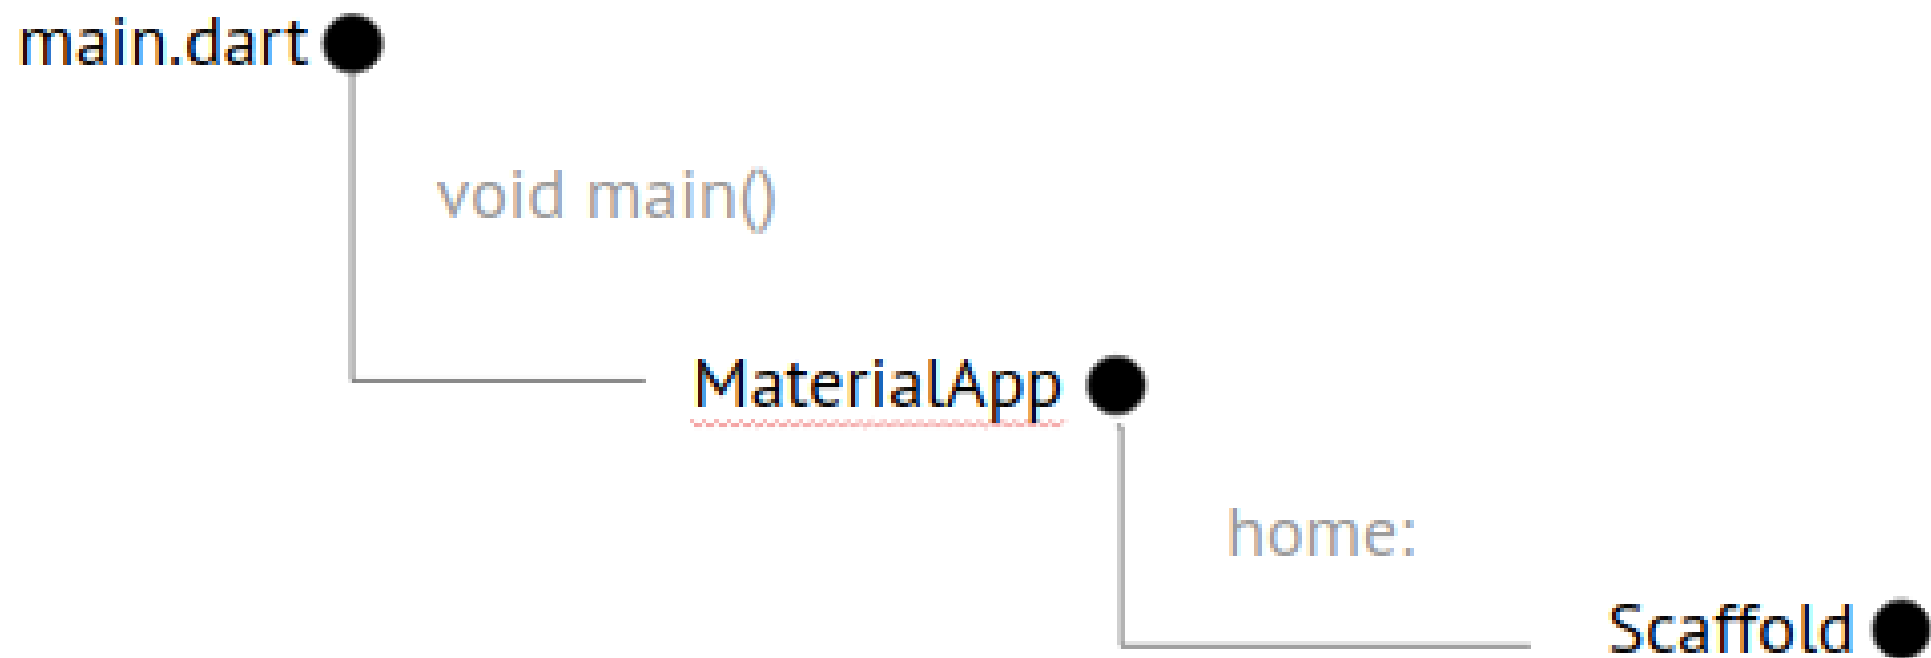 main.dart
void main()
MaterialApp
home:
Scaffold